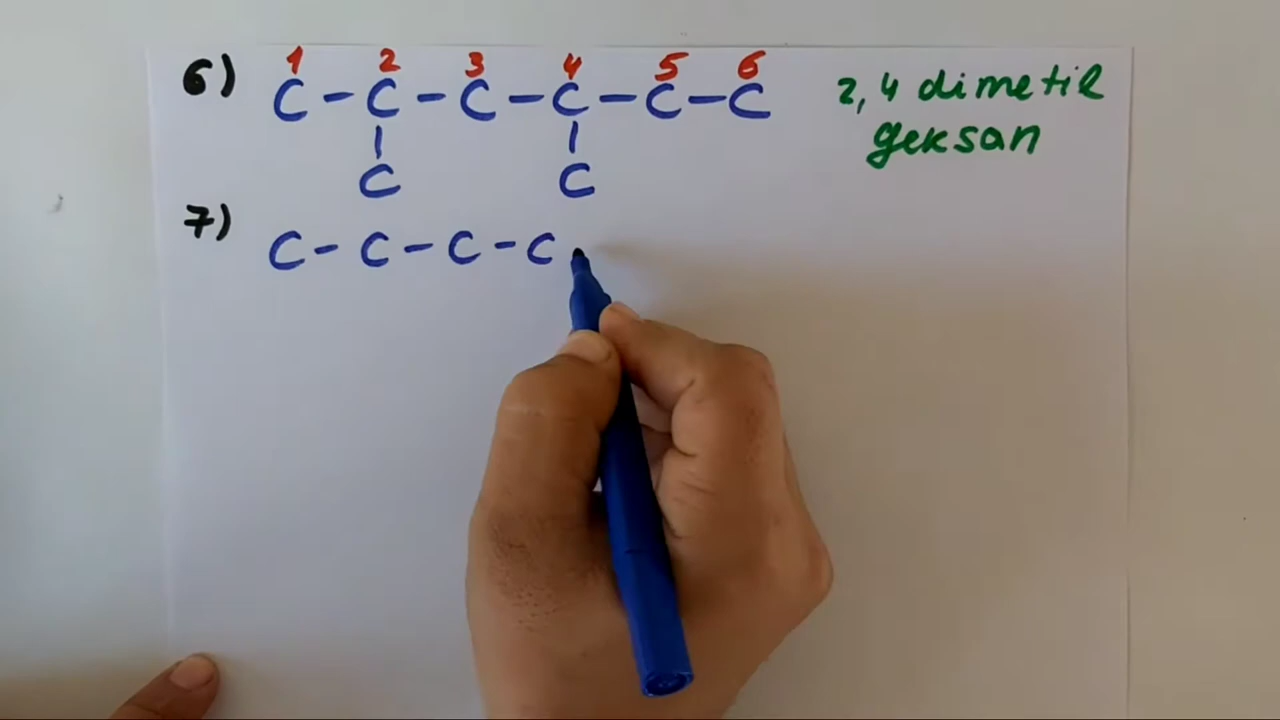 1 2 3 4 5 6
6) C - C - C - C - C - C 2, 4 dimetil
geksan
C C
7)
C - C - C - C